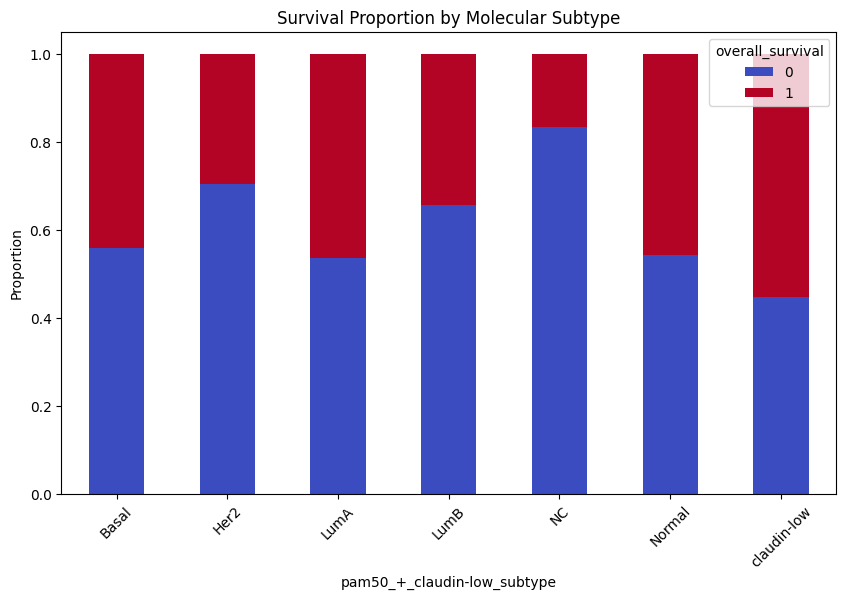 Survival Proportion by Molecular Subtype
overall_survival
0
1
Proportion
1.0
0.8
0.6
0.4
0.2
0.0
Basal
Her2
LumA
LumB
NC
Normal
claudin-low
pam50_+_claudin-low_subtype